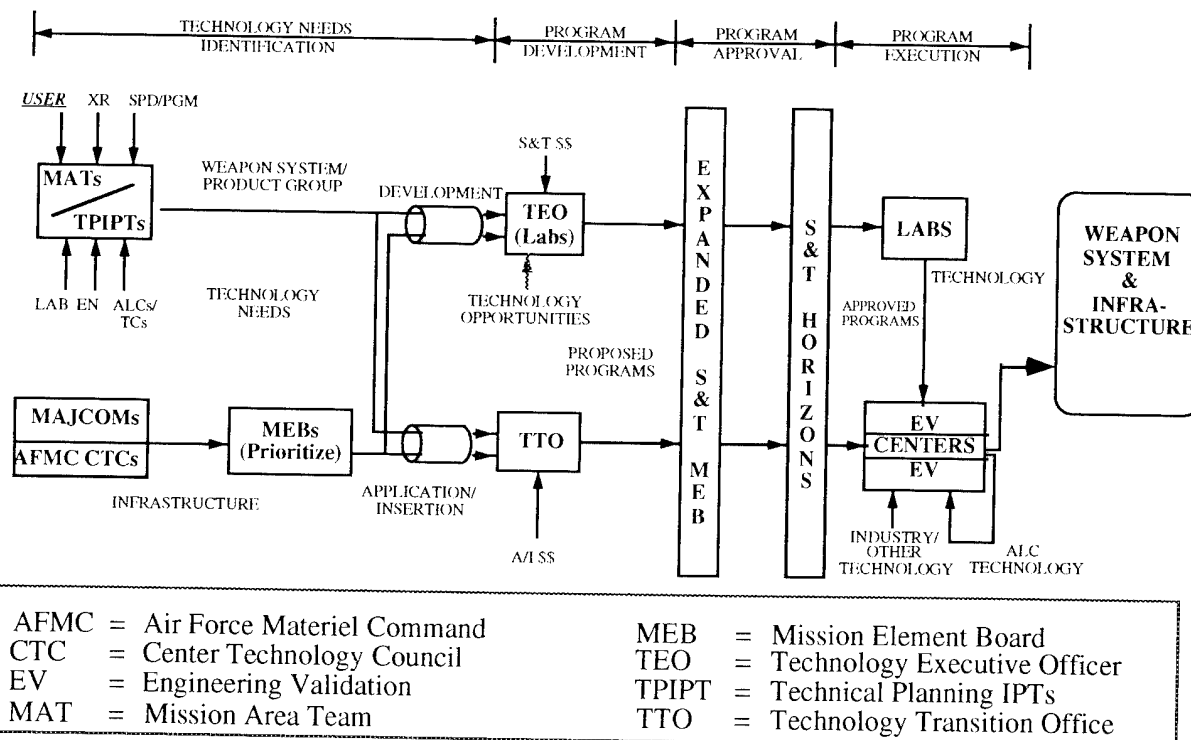 TECHNOLOGY NEEDS
IDENTIFICATION
PROGRAM
DEVELOPMENT
PROGRAM
APPROVAL
PROGRAM
EXECUTION
USER
XR
SPD/PGM
MATs
TPIPTs
LAB
EN
ALCs/
TCs
WEAPON SYSTEM/
PRODUCT GROUP
TECHNOLOGY
NEEDS
DEVELOPMENT
S&T $$
TEO
(Labs)
TECHNOLOGY
OPPORTUNITIES
PROPOSED
PROGRAMS
MAJCOMs
AFMC CTCs
INFRASTRUCTURE
MEBs
(Prioritize)
APPLICATION/
INSERTION
TTO
A/I $$
EXPANDED S&T MEB
S&T HORIZONS
LABS
TECHNOLOGY
APPROVED
PROGRAMS
EV
CENTERS
EV
INDUSTRY/
OTHER
TECHNOLOGY
ALC
TECHNOLOGY
WEAPON
SYSTEM
&
INFRA-
STRUCTURE
AFMC = Air Force Materiel Command
CTC = Center Technology Council
EV = Engineering Validation
MAT = Mission Area Team
MEB = Mission Element Board
TEO = Technology Executive Officer
TPIPT = Technical Planning IPTs
TTO = Technology Transition Office